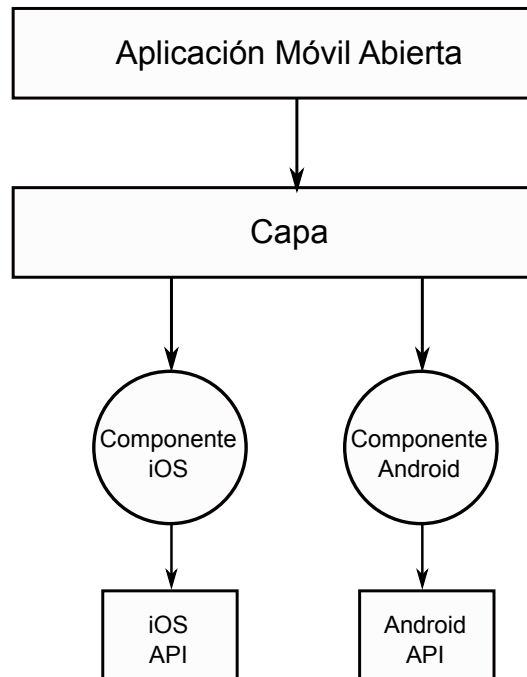 Aplicación Móvil Abierta
Capa
Componente
iOS
Componente
Android
iOS
API
Android
API